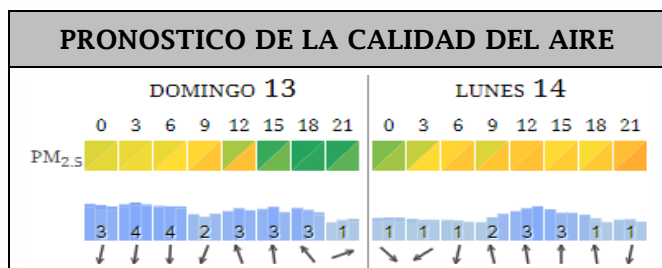 PRONOSTICO DE LA CALIDAD DEL AIRE
DOMINGO 13 LUNES 14
0 3 6 9 12 15 18 21 0 3 6 9 12 15 18 21
PM2.5
3 4 4 2 3 3 3 1 1 1 1 2 3 3 1 1